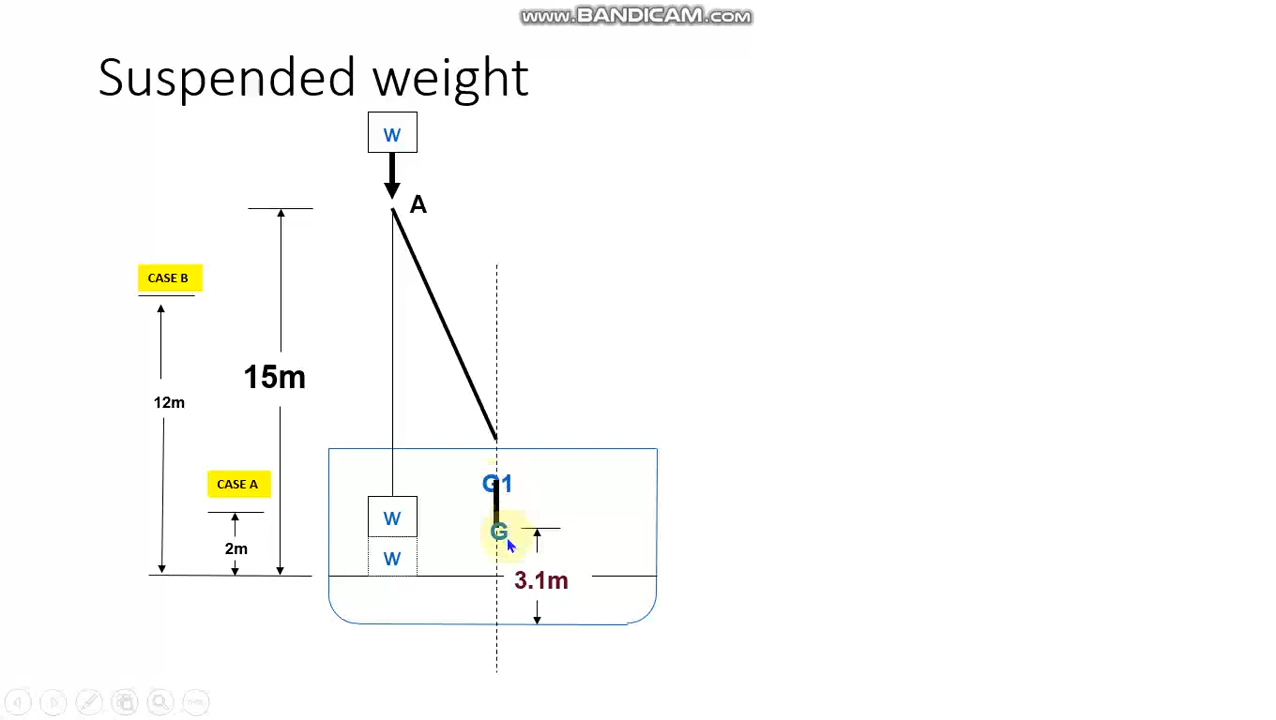 www.BANDICAM.com
Suspended weight
W
A
CASE B
15m
12m
CASE A
G1
W
G
2m
W
3.1m